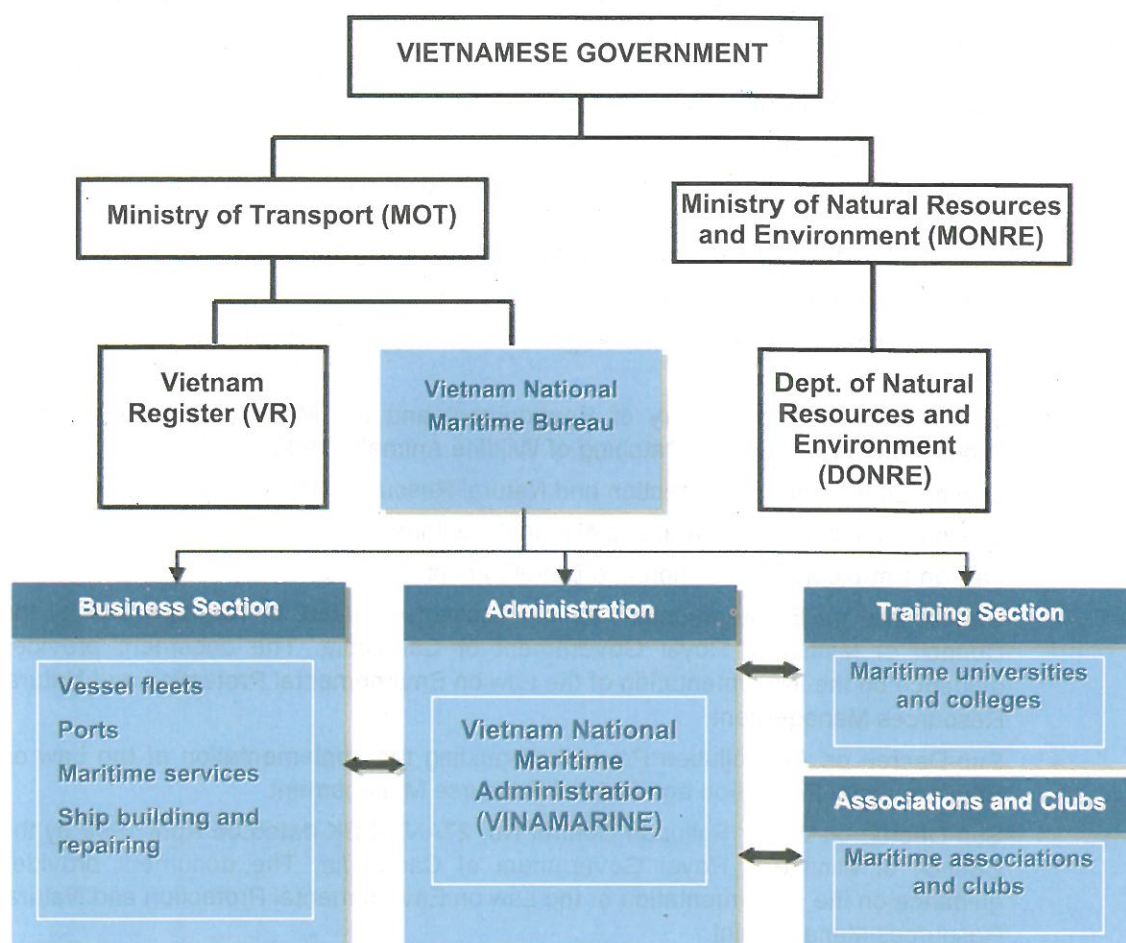 VIETNAMESE GOVERNMENT
Ministry of Transport (MOT)
Ministry of Natural Resources
and Environment (MONRE)
Vietnam
Register (VR)
Vietnam National
Maritime Bureau
Dept. of Natural
Resources and
Environment
(DONRE)
Business Section
Vessel fleets
Ports
Maritime services
Ship building and
repairing
Administration
Vietnam National
Maritime
Administration
(VINAMARINE)
Training Section
Maritime universities
and colleges
Associations and Clubs
Maritime associations
and clubs